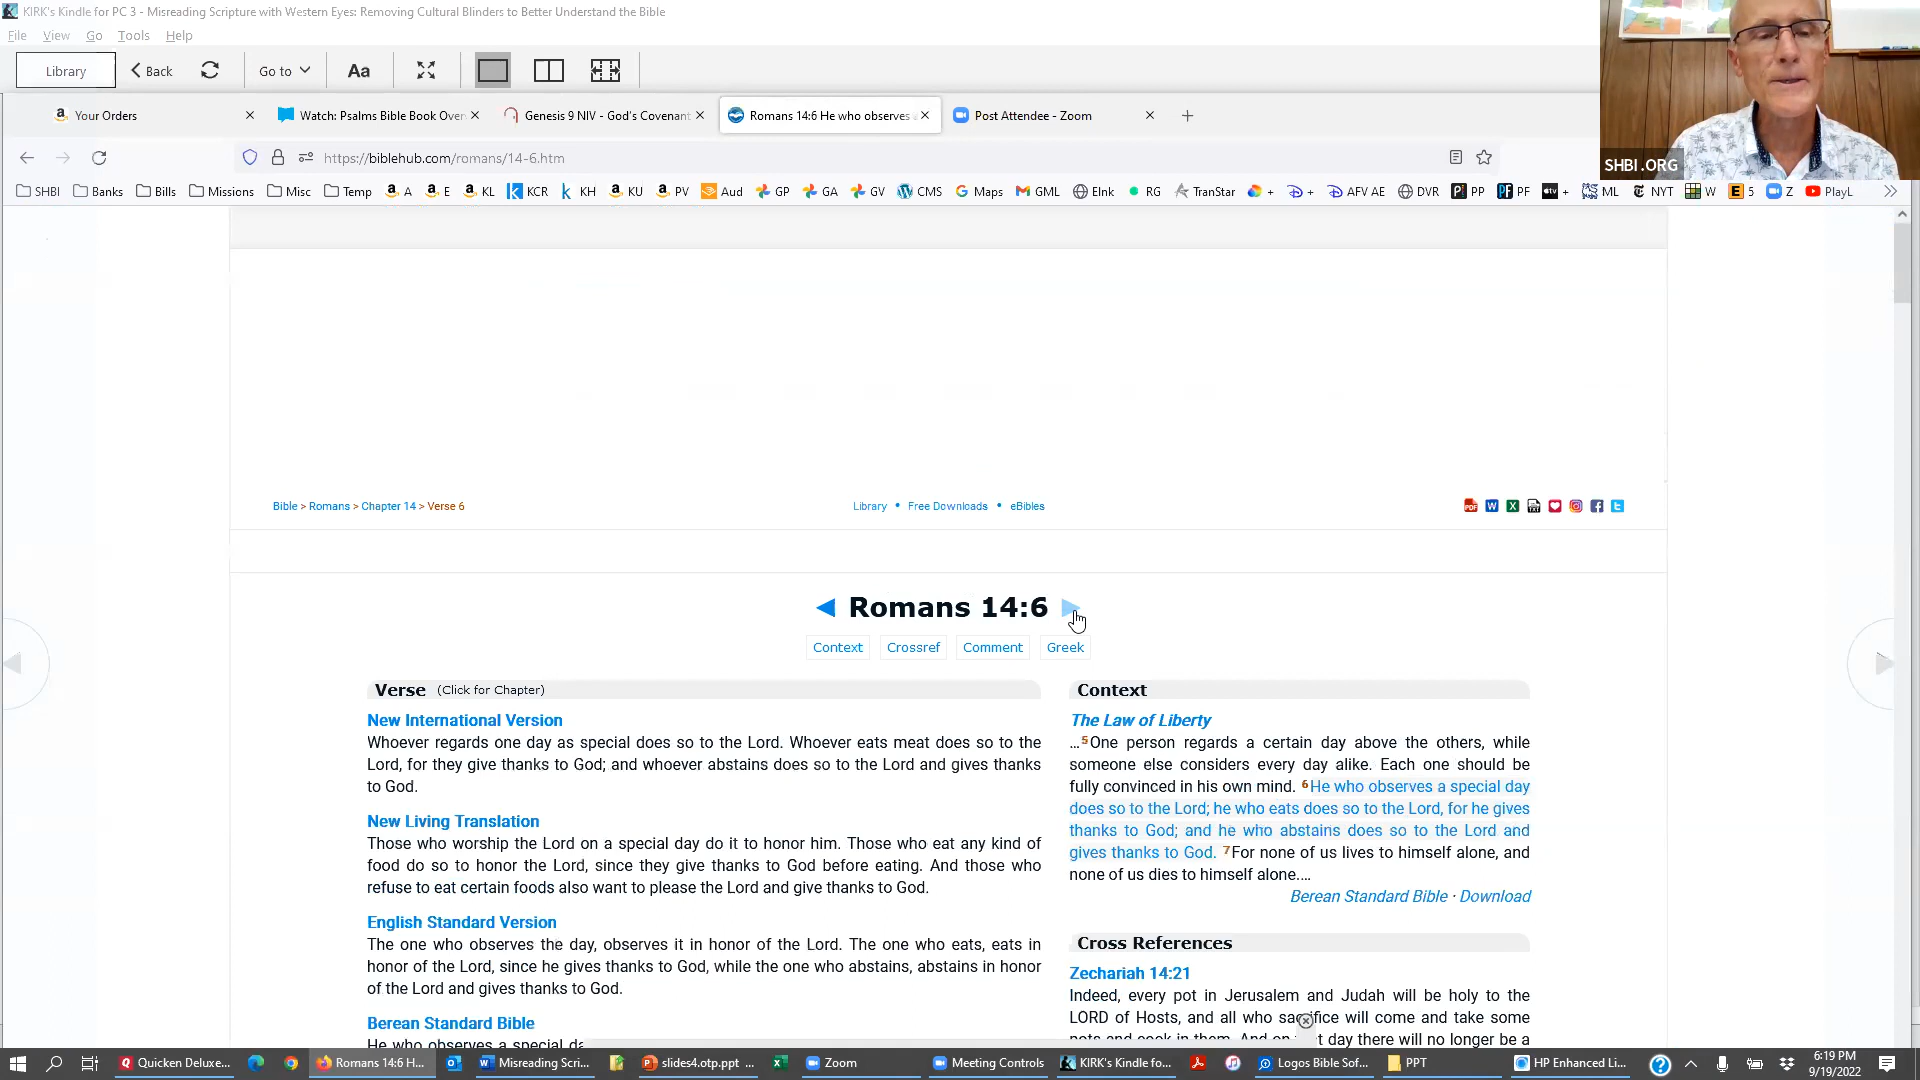 KIRK's Kindle for PC 3 - Misreading Scripture with Western Eyes: Removing Cultural Blinders to Better Understand the Bible
File View Go Tools Help
Library Back Go to Aa
Your Orders Watch: Psalms Bible Book Over Genesis 9 NIV - God's Covenant Romans 14:6 He who observes Post Attendee - Zoom
https://biblehub.com/romans/14-6.htm
SHBI.ORG
SHBI Banks Bills Missions Misc Temp A E KL KCR KH KU PV Aud GP GA GV CMS Maps GML EInk RG TranStar + + AFV AE DVR PP PF + ML NYT W 5 Z PlayL
Bible > Romans > Chapter 14 > Verse 6 Library • Free Downloads • eBibles
Romans 14:6
Context Crossref Comment Greek
Verse (Click for Chapter)
New International Version
Whoever regards one day as special does so to the Lord. Whoever eats meat does so to the
Lord, for they give thanks to God; and whoever abstains does so to the Lord and gives thanks
to God.
New Living Translation
Those who worship the Lord on a special day do it to honor him. Those who eat any kind of
food do so to honor the Lord, since they give thanks to God before eating. And those who
refuse to eat certain foods also want to please the Lord and give thanks to God.
English Standard Version
The one who observes the day, observes it in honor of the Lord. The one who eats, eats in
honor of the Lord, since he gives thanks to God, while the one who abstains, abstains in honor
of the Lord and gives thanks to God.
Berean Standard Bible
He who observes a special da
Context
The Law of Liberty
…5One person regards a certain day above the others, while
someone else considers every day alike. Each one should be
fully convinced in his own mind. 6He who observes a special day
does so to the Lord; he who eats does so to the Lord, for he gives
thanks to God; and he who abstains does so to the Lord and
gives thanks to God. 7For none of us lives to himself alone, and
none of us dies to himself alone.…
Berean Standard Bible · Download
Cross References
Zechariah 14:21
Indeed, every pot in Jerusalem and Judah will be holy to the
LORD of Hosts, and all who sacrifice will come and take some
pots and cook in them. And on t day there will no longer be a
Quicken Deluxe... Romans 14:6 H... Misreading Scri... slides4.otp.ppt ... Zoom Meeting Controls KIRK's Kindle fo... Logos Bible Sof... PPT HP Enhanced Li... 6:19 PM
9/19/2022